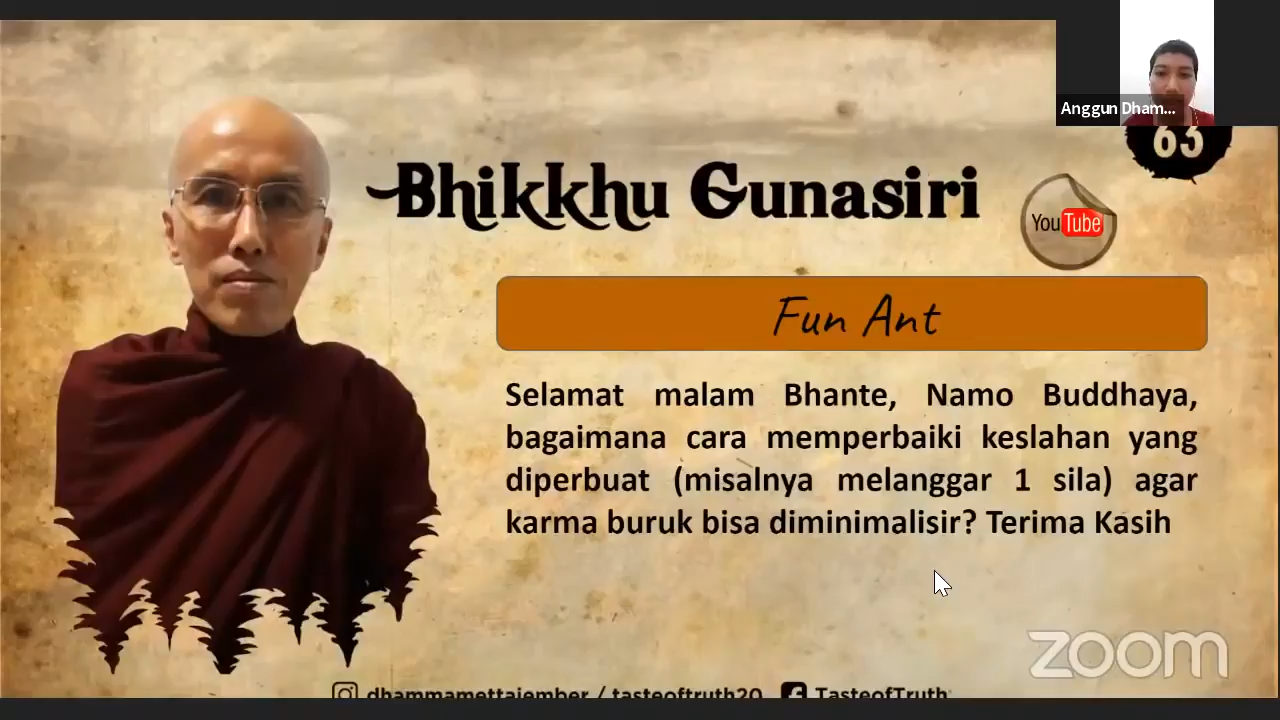 Anggun Dham...
63
Bhikkhu Gunasiri
YouTube
Fun Ant
Selamat malam Bhante, Namo Buddhaya,
bagaimana cara memperbaiki keslahan yang
diperbuat (misalnya melanggar 1 sila) agar
karma buruk bisa diminimalisir? Terima Kasih
zoom
dhammamettajember / tasteoftruth20 TasteofTruth